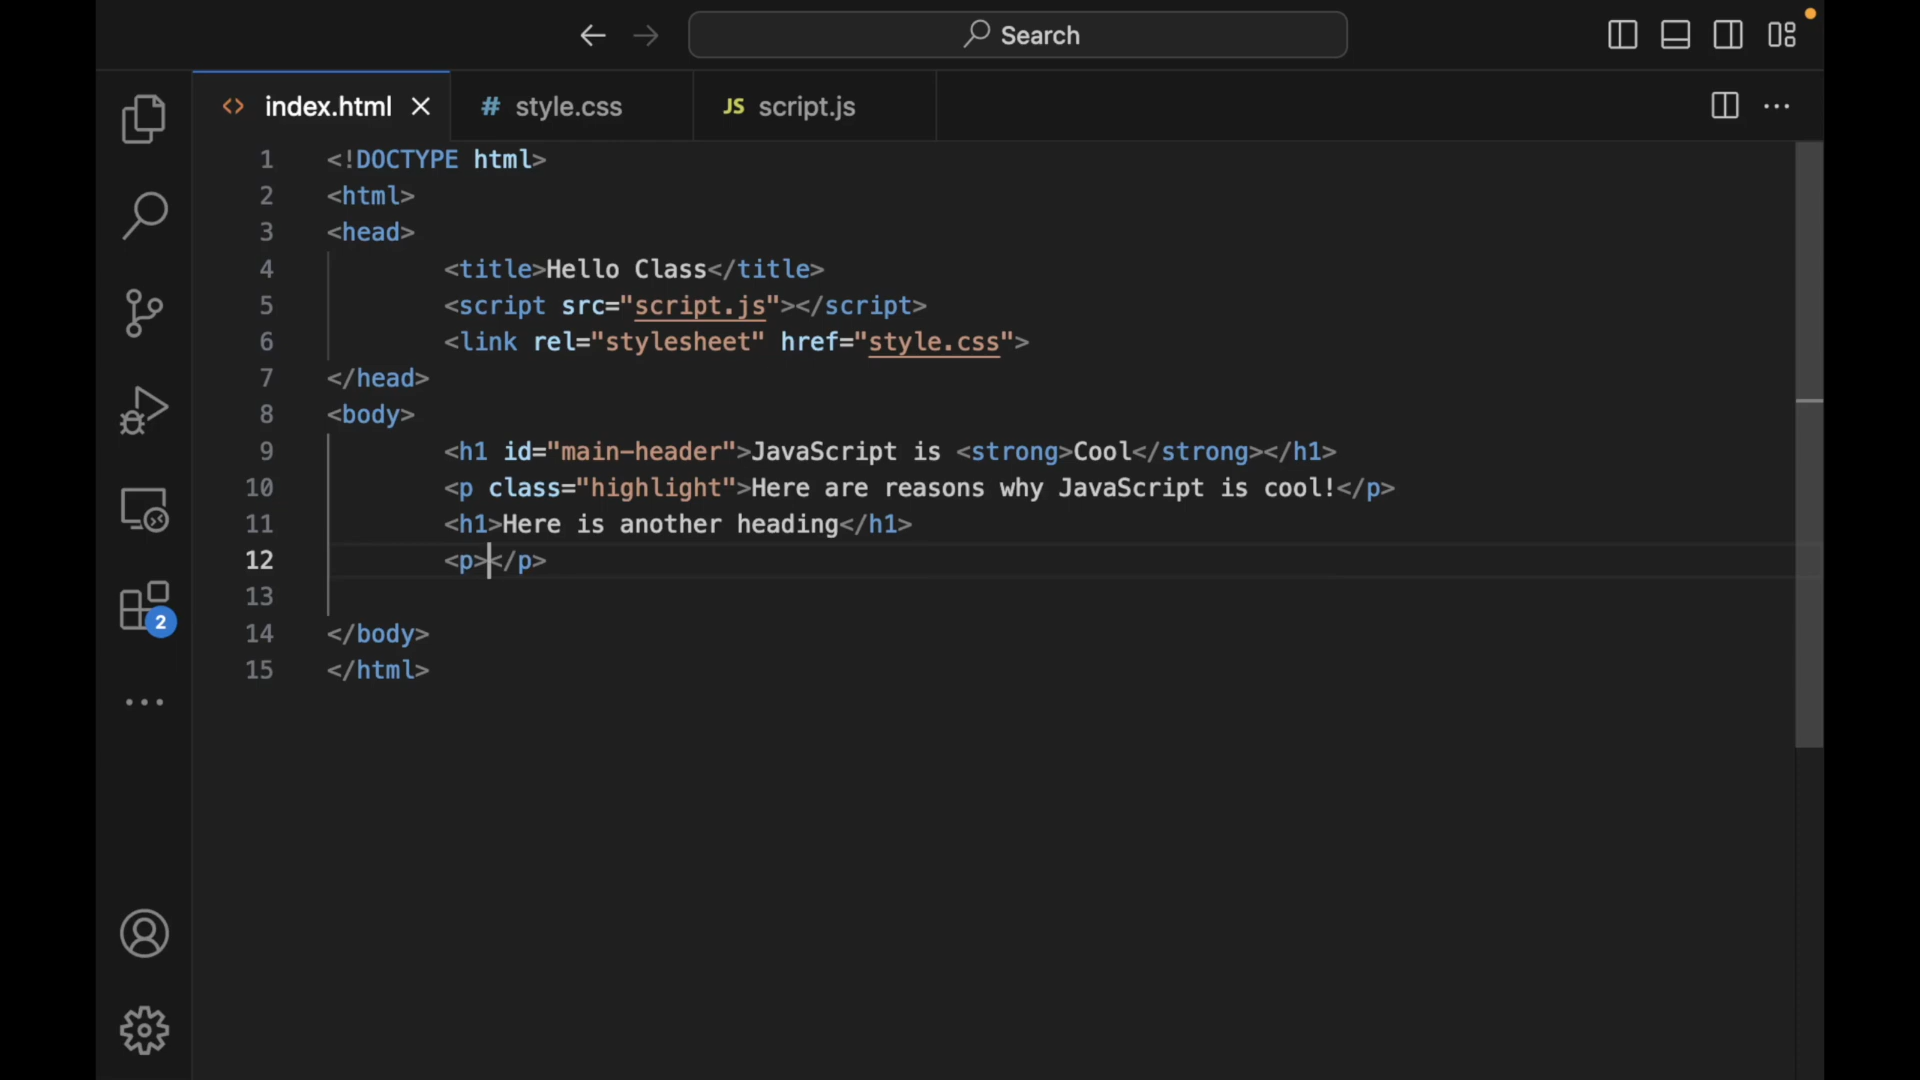 Search
index.html
# style.css
JS script.js
1 <!DOCTYPE html>
2 <html>
3 <head>
4 <title>Hello Class</title>
5 <script src="script.js"></script>
6 <link rel="stylesheet" href="style.css">
7 </head>
8 <body>
9 <h1 id="main-header">JavaScript is <strong>Cool</strong></h1>
10 <p class="highlight">Here are reasons why JavaScript is cool!</p>
11 <h1>Here is another heading</h1>
12 <p></p>
13
14 </body>
15 </html>
2